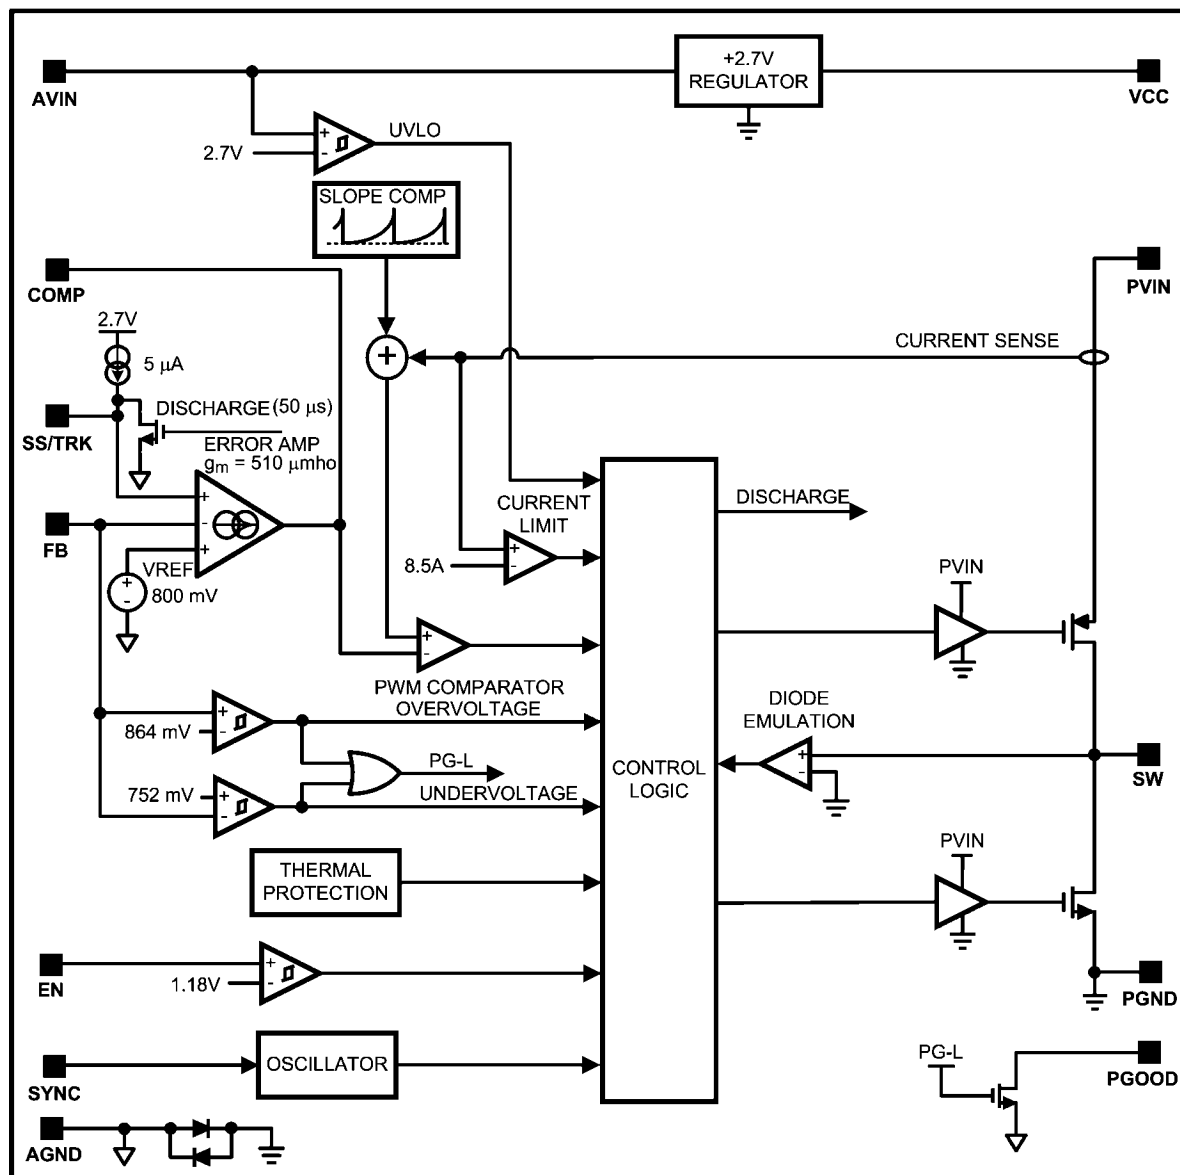 +2.7V
REGULATOR
AVIN
VCC
+
-
2.7V
UVLO
SLOPE COMP
COMP
PVIN
2.7V
5 μA
+
CURRENT SENSE
SS/TRK
DISCHARGE (50 μs)
ERROR AMP
gm = 510 μmho
+
-
+
FB
VREF
800 mV
+
-
CURRENT
LIMIT
8.5A
+
-
DISCHARGE
PVIN
+
-
PWM COMPARATOR
OVERVOLTAGE
864 mV
+
-
PG-L
752 mV
+
-
UNDERVOLTAGE
CONTROL
LOGIC
DIODE
EMULATION
+
-
SW
THERMAL
PROTECTION
PVIN
EN
1.18V
+
-
PGND
SYNC
OSCILLATOR
PG-L
PGOOD
AGND